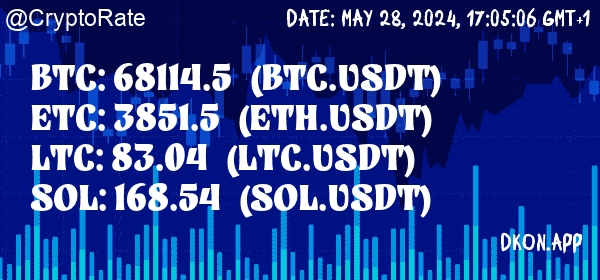 @CryptoRate
DATE: MAY 28, 2024, 17:05:06 GMT+1
BTC: 68114.5 (BTC.USDT)
ETC: 3851.5 (ETH.USDT)
LTC: 83.04 (LTC.USDT)
SOL: 168.54 (SOL.USDT)
DKON.APP